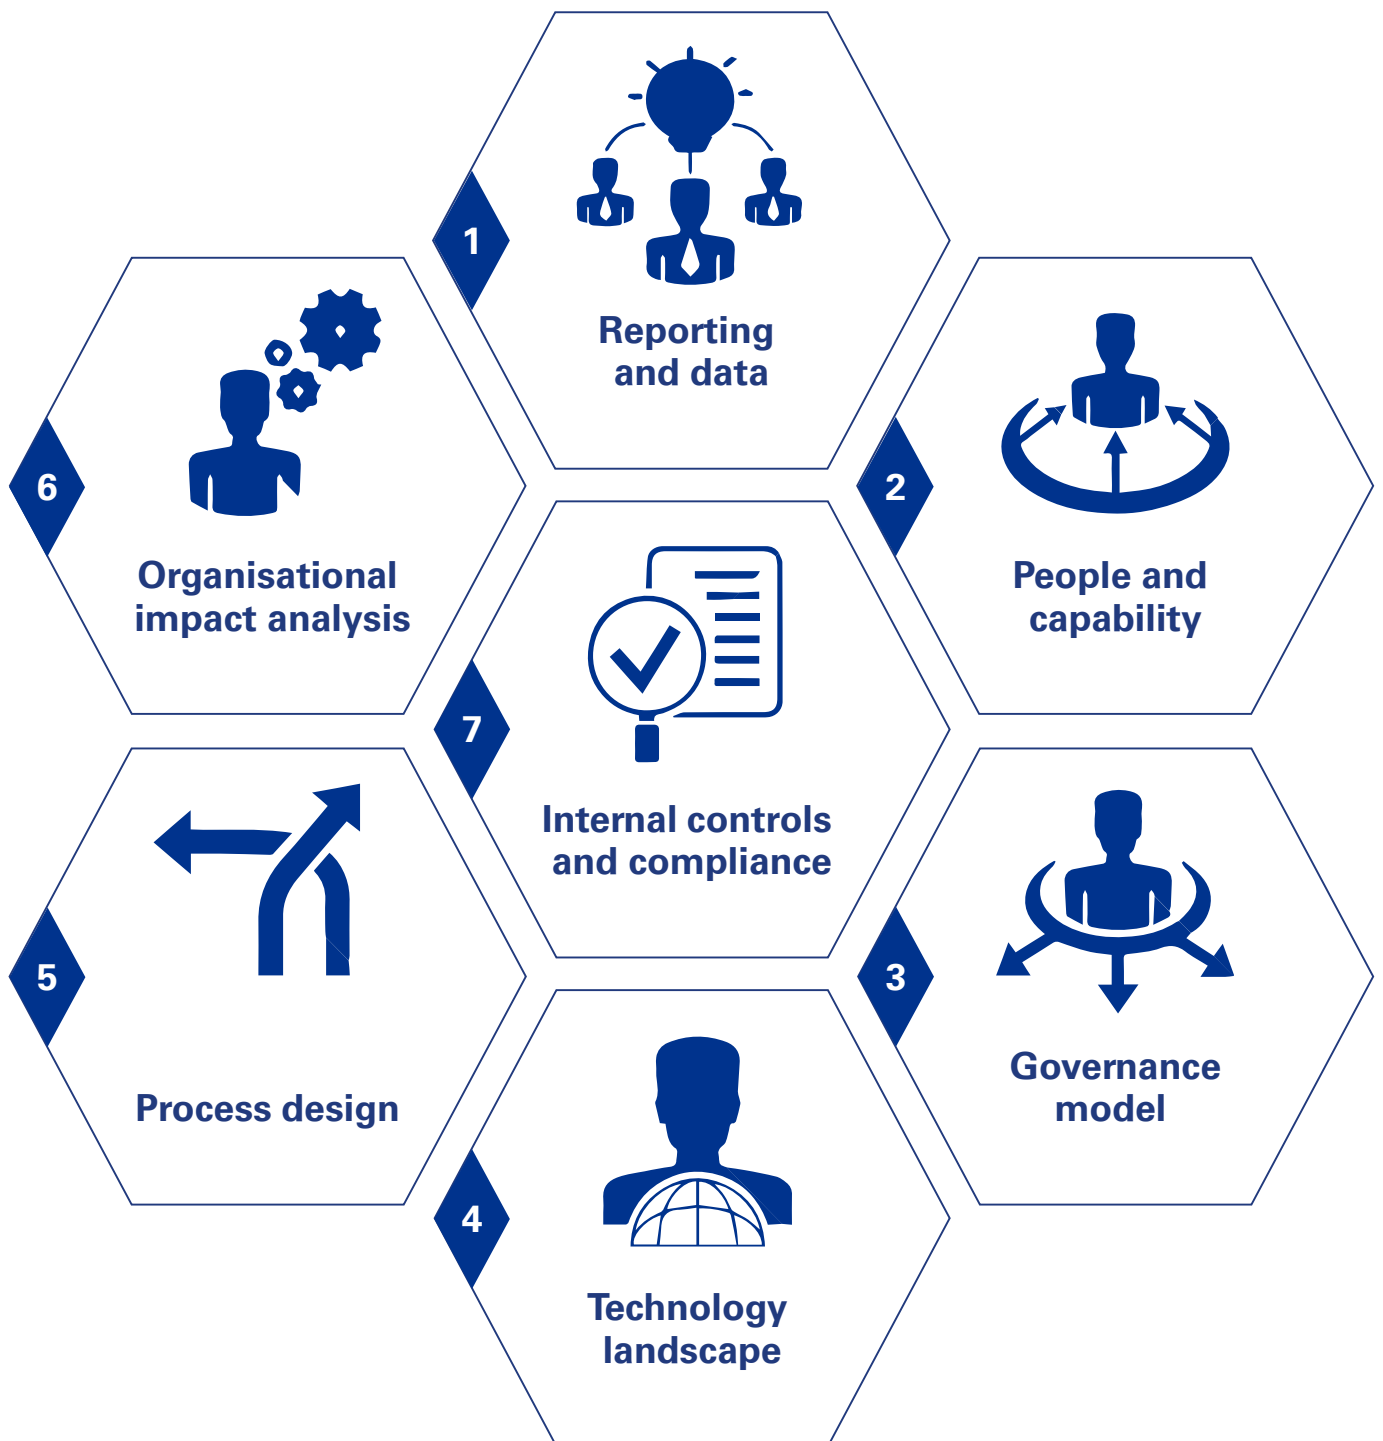 1
Reporting
and data
2
People and
capability
3
Governance
model
4
Technology
landscape
5
Process design
6
Organisational
impact analysis
7
Internal controls
and compliance